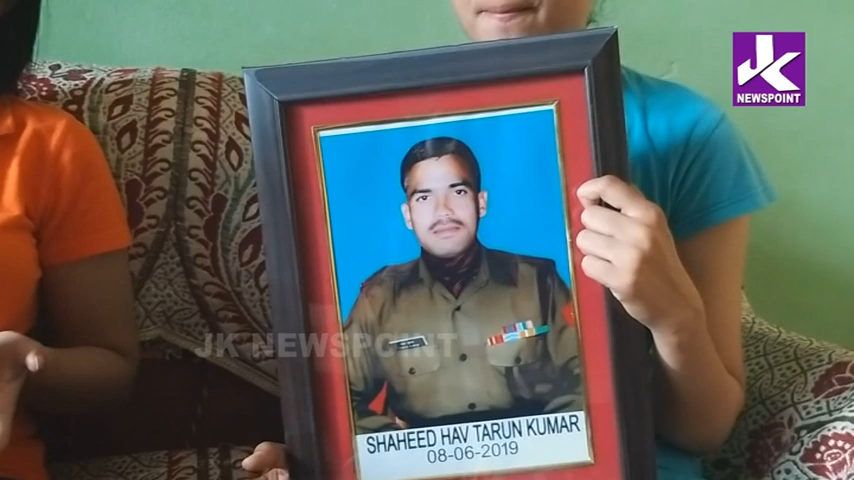 JK
NEWSPOINT
JK NEWSPOINT
SHAHEED HAV TARUN KUMAR
08-06-2019